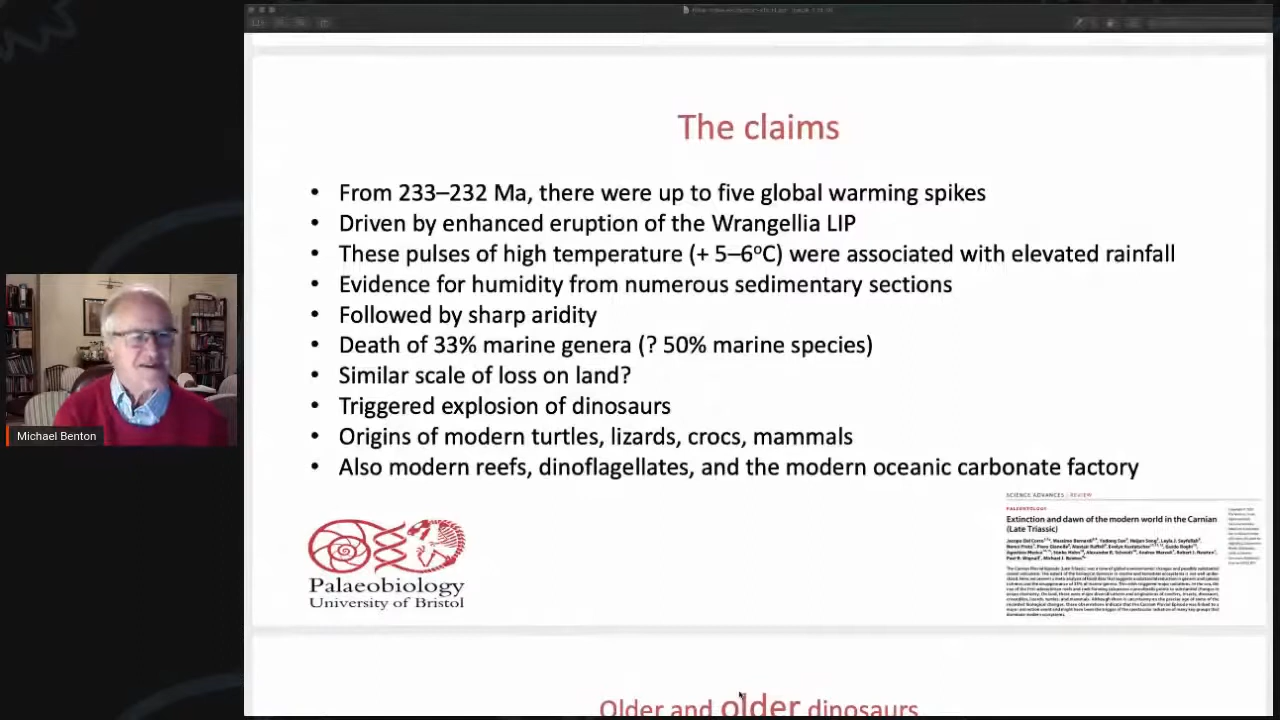 The claims
• From 233–232 Ma, there were up to five global warming spikes
• Driven by enhanced eruption of the Wrangellia LIP
• These pulses of high temperature (+ 5–6°C) were associated with elevated rainfall
• Evidence for humidity from numerous sedimentary sections
• Followed by sharp aridity
• Death of 33% marine genera (? 50% marine species)
• Similar scale of loss on land?
• Triggered explosion of dinosaurs
• Origins of modern turtles, lizards, crocs, mammals
• Also modern reefs, dinoflagellates, and the modern oceanic carbonate factory
Michael Benton
SCIENCE ADVANCES | REVIEW
PALAEONTOLOGY
Extinction and dawn of the modern world in the Carnian
(Late Triassic)
Palaeobiology
University of Bristol
Older and older dinosaurs